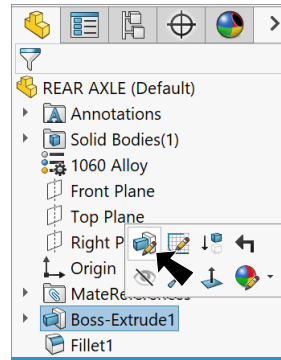 REAR AXLE (Default)
Annotations
Solid Bodies(1)
1060 Alloy
Front Plane
Top Plane
Right P
Origin
MateReferences
Boss-Extrude1
Fillet1